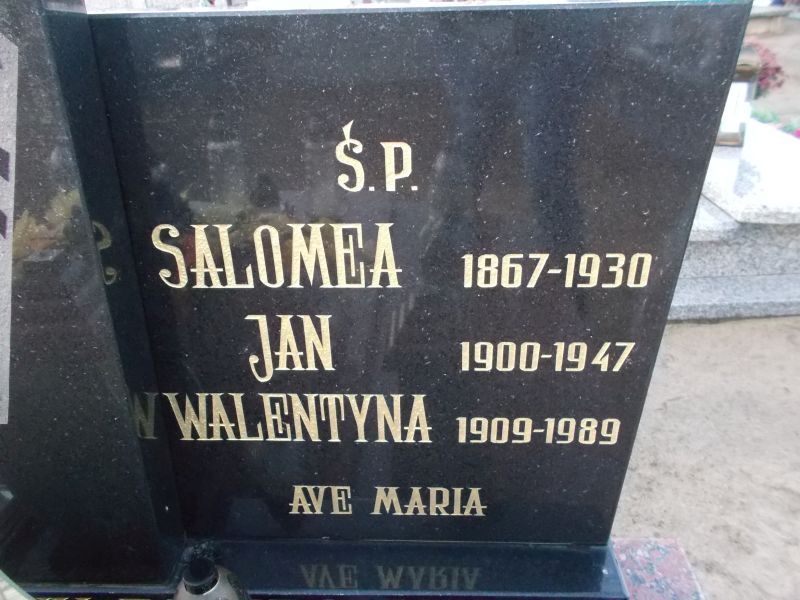 Ś.P.
SALOMEA 1867-1930
JAN 1900-1947
WALENTYNA 1909-1989
AVE MARIA